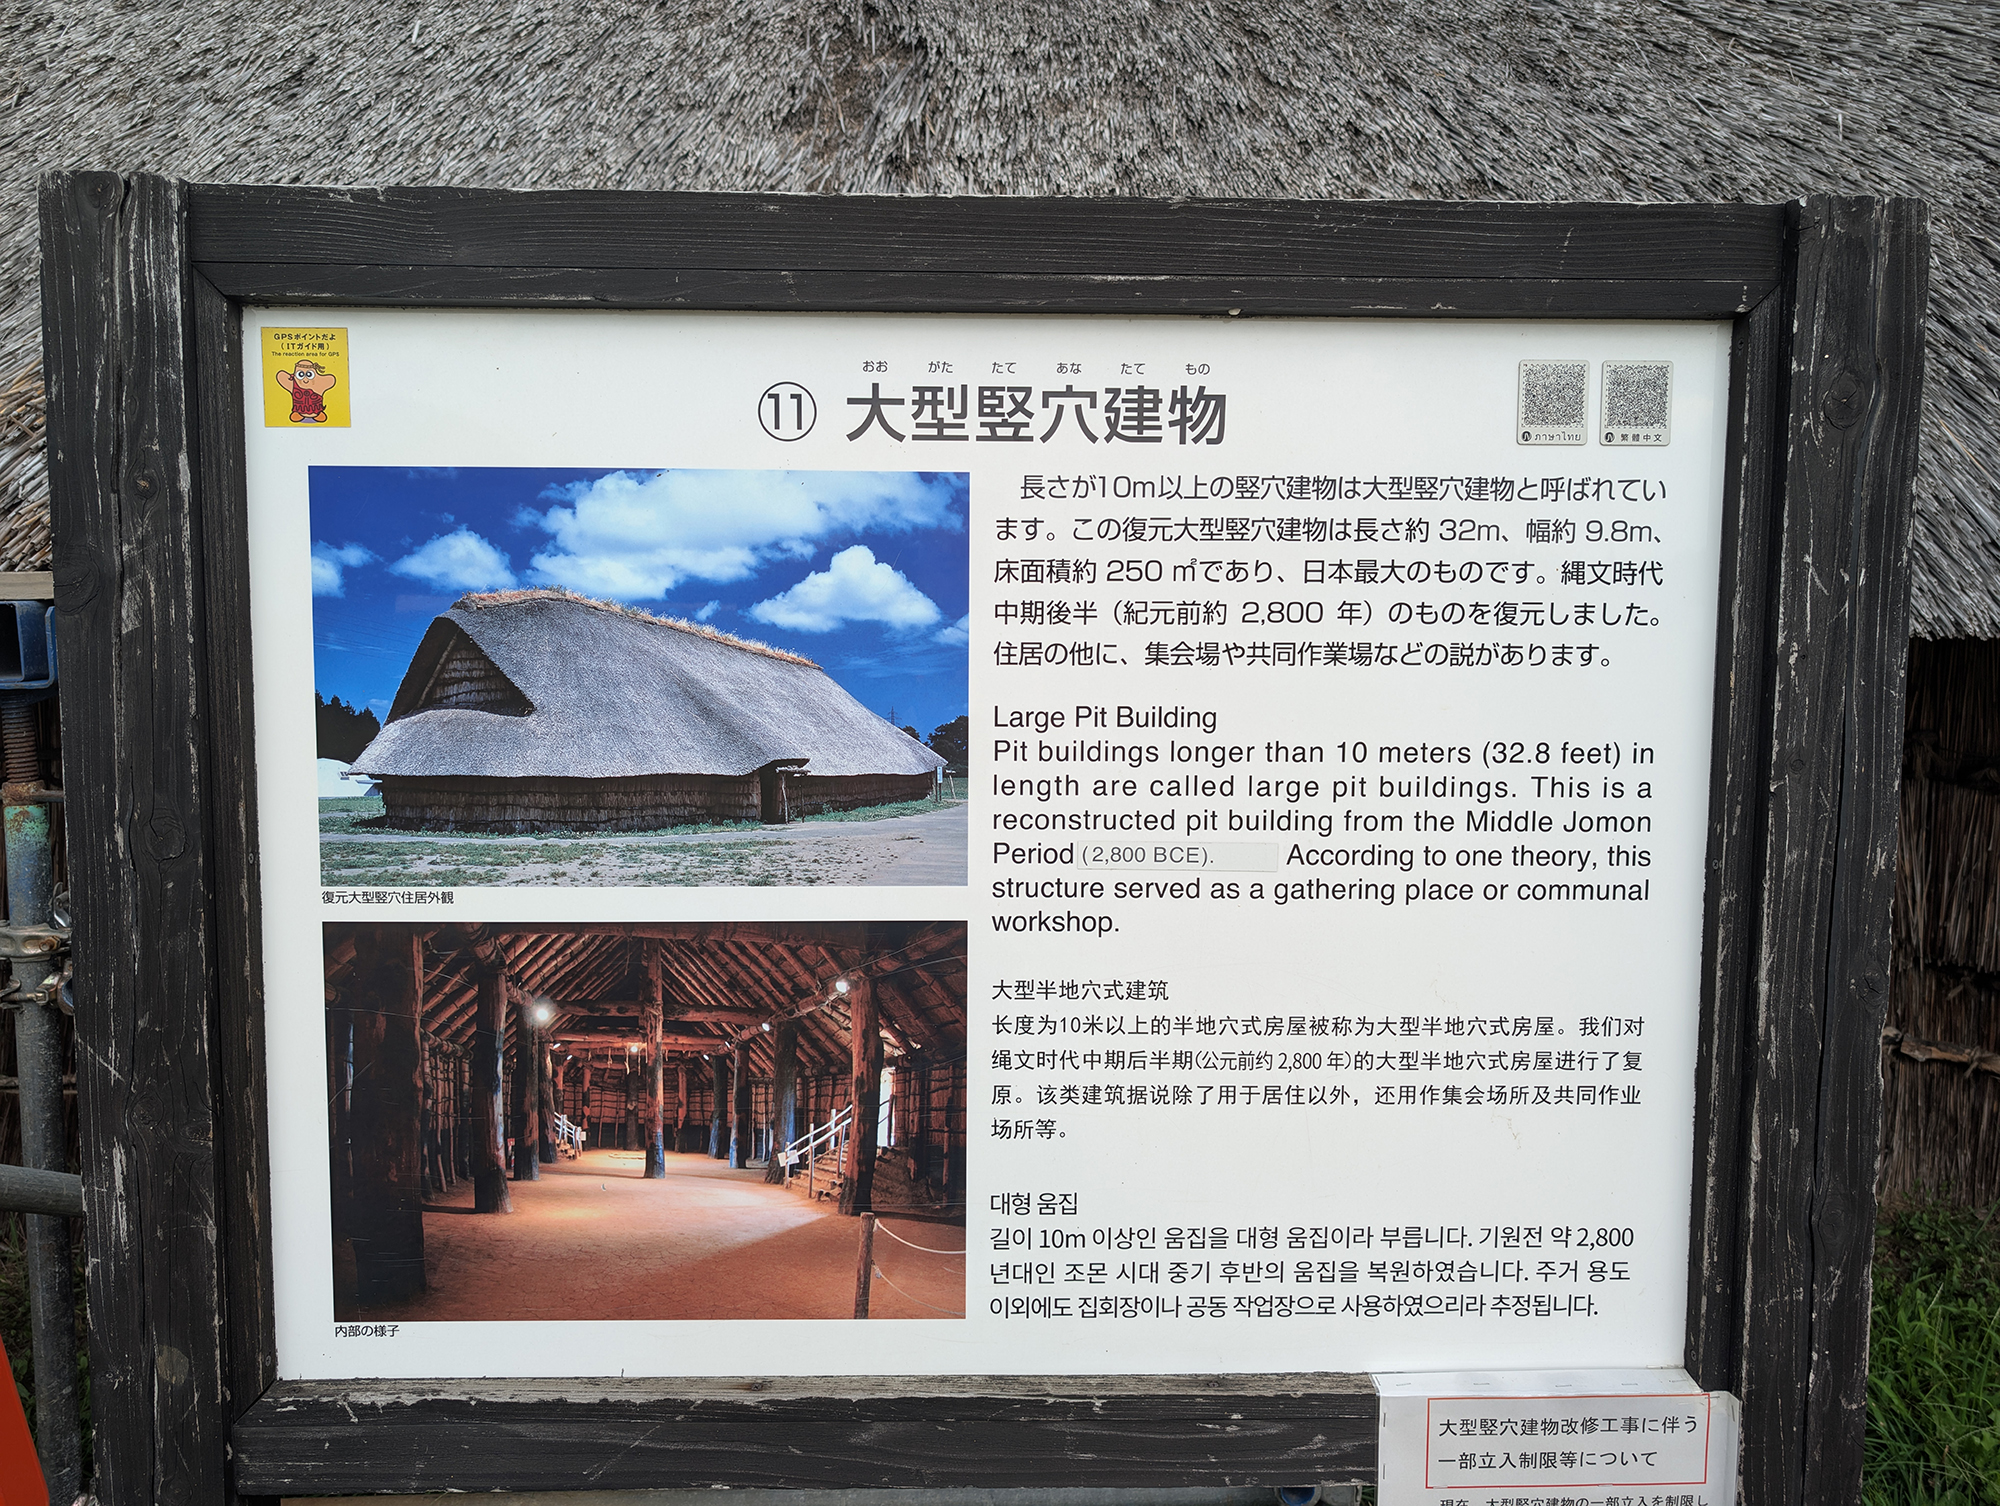 GPSポイントだよ
(ITガイド用)
The reaction area for GPS
おお がた たて あな たて もの
⑪ 大型竪穴建物
ภาษาไทย
繁體中文
長さが10m以上の竪穴建物は大型竪穴建物と呼ばれてい
ます。この復元大型竪穴建物は長さ約 32m、幅約 9.8m、
床面積約 250 ㎡であり、日本最大のものです。縄文時代
中期後半（紀元前約 2,800 年）のものを復元しました。
住居の他に、集会場や共同作業場などの説があります。
復元大型竪穴住居外観
内部の様子
Large Pit Building
Pit buildings longer than 10 meters (32.8 feet) in
length are called large pit buildings. This is a
reconstructed pit building from the Middle Jomon
Period (2,800 BCE). According to one theory, this
structure served as a gathering place or communal
workshop.
大型半地穴式建筑
长度为10米以上的半地穴式房屋被称为大型半地穴式房屋。我们对
绳文时代中期后半期(公元前约 2,800 年)的大型半地穴式房屋进行了复
原。该类建筑据说除了用于居住以外，还用作集会场所及共同作业
场所等。
대형 움집
길이 10m 이상인 움집을 대형 움집이라 부릅니다. 기원전 약 2,800
년대인 조몬 시대 중기 후반의 움집을 복원하였습니다. 주거 용도
이외에도 집회장이나 공동 작업장으로 사용하였으리라 추정됩니다.
大型竪穴建物改修工事に伴う
一部立入制限等について
現在、大型竪穴建物の一部立入を制限し